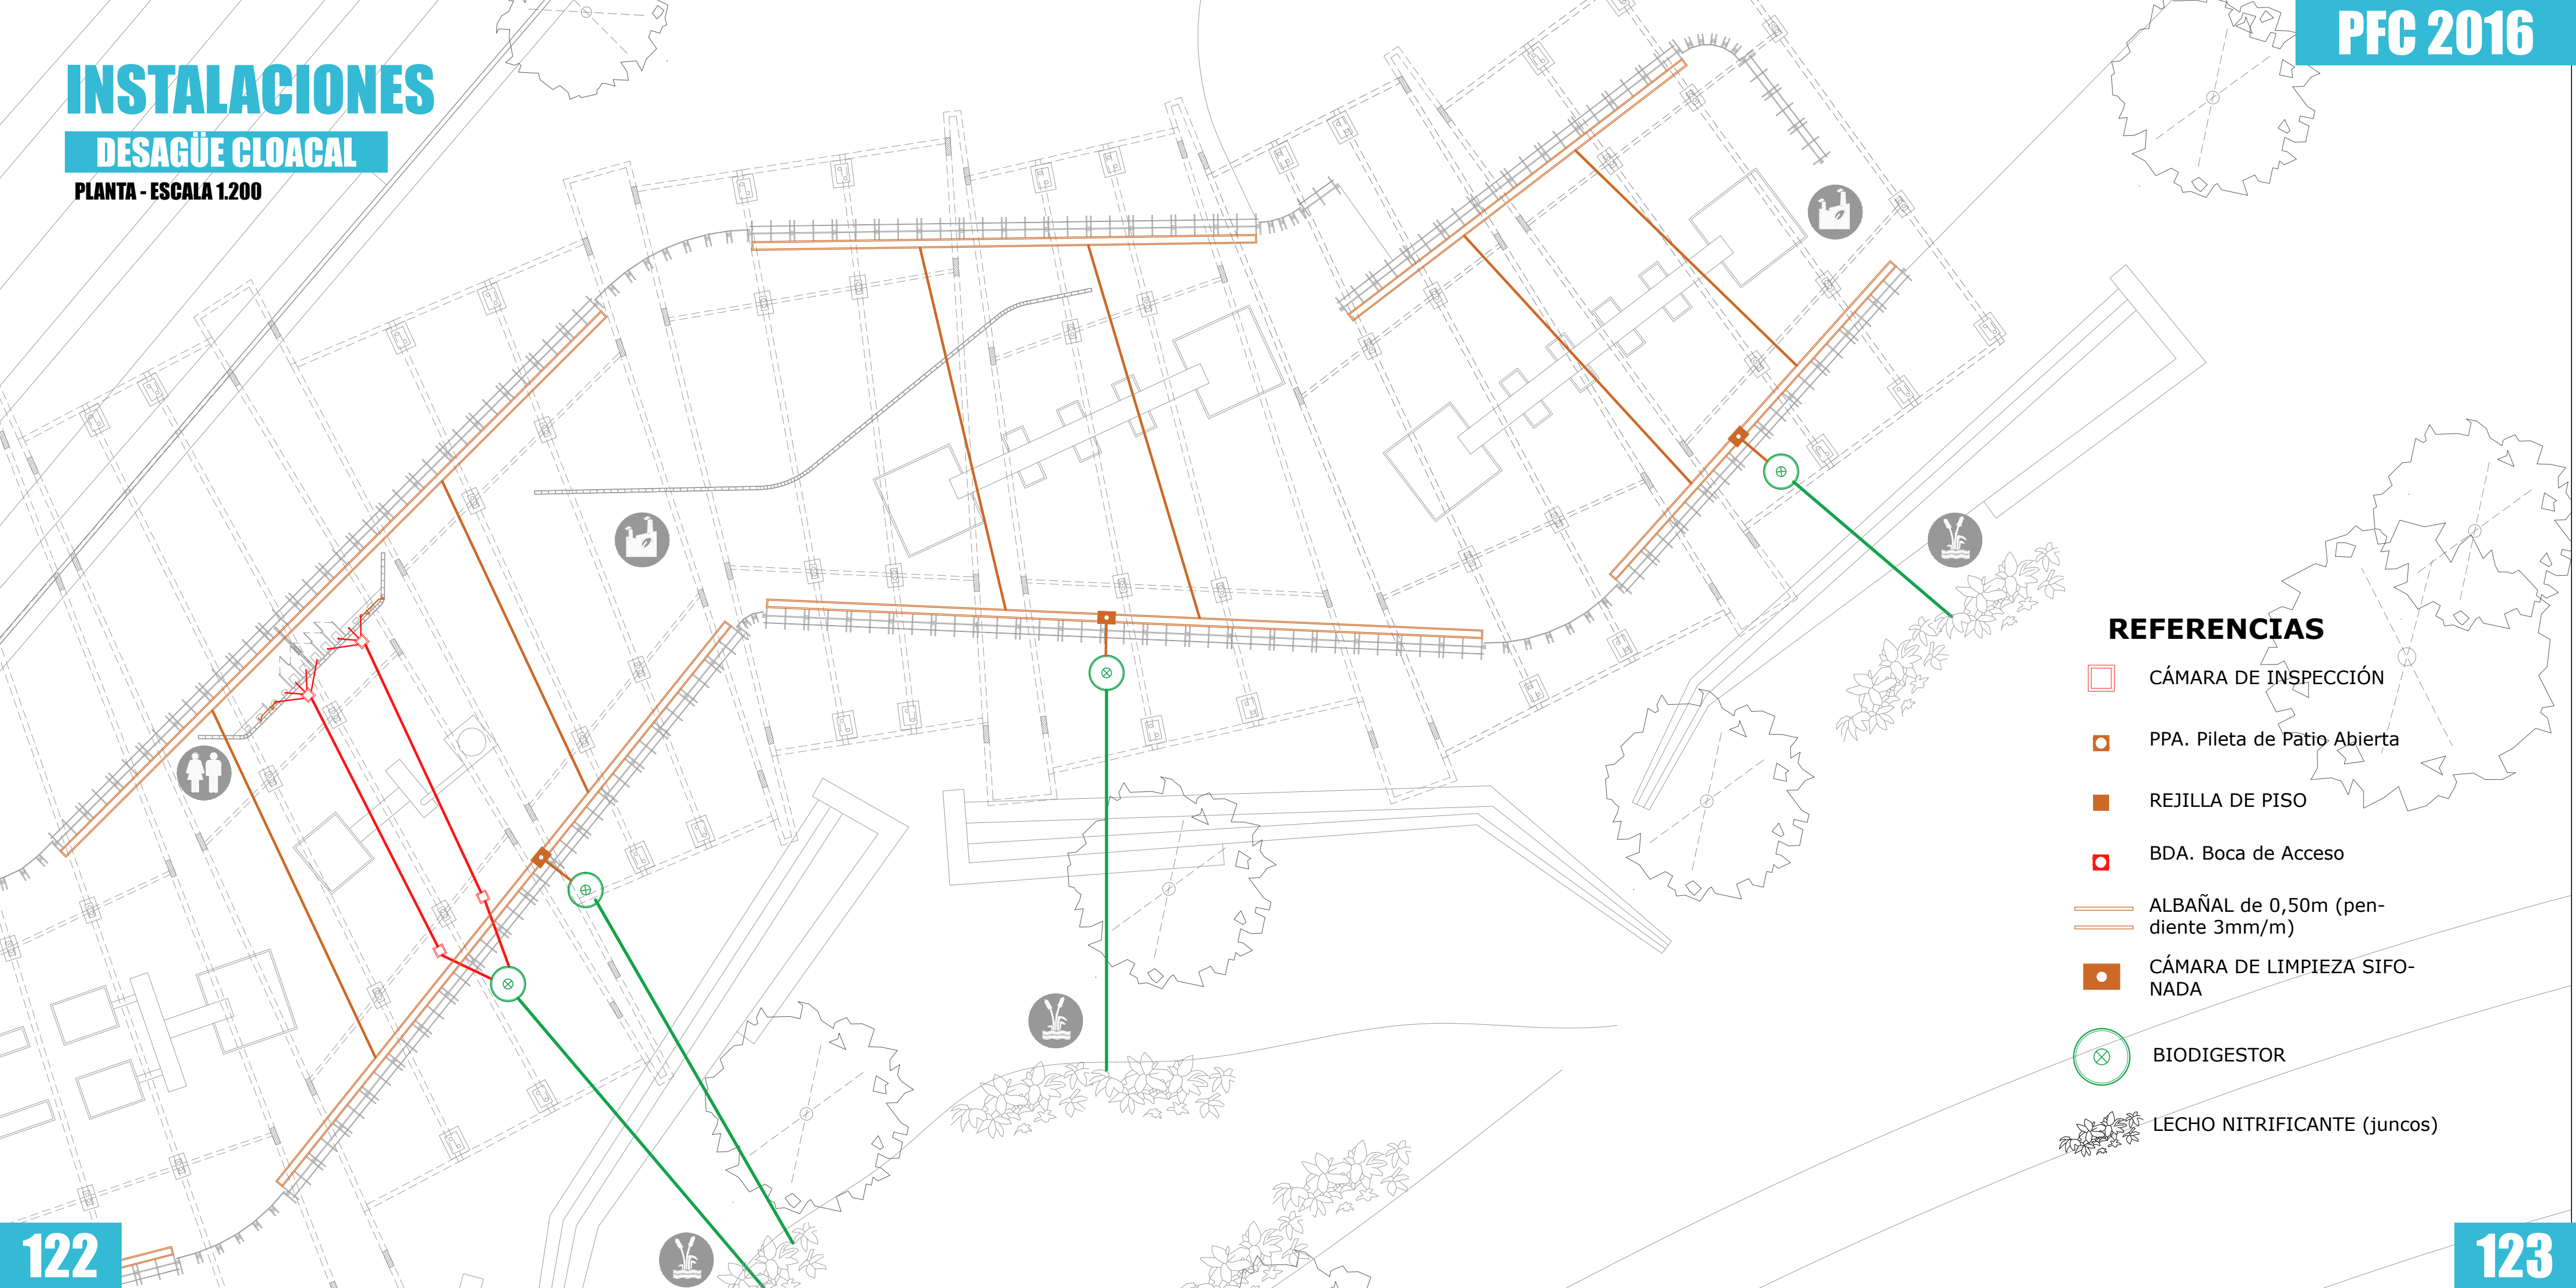 PFC 2016
INSTALACIONES
DESAGÜE CLOACAL
PLANTA - ESCALA 1.200
REFERENCIAS
CÁMARA DE INSPECCIÓN
PPA. Pileta de Patio Abierta
REJILLA DE PISO
BDA. Boca de Acceso
ALBAÑAL de 0,50m (pen-
diente 3mm/m)
CÁMARA DE LIMPIEZA SIFO-
NADA
BIODIGESTOR
LECHO NITRIFICANTE (juncos)
122
123